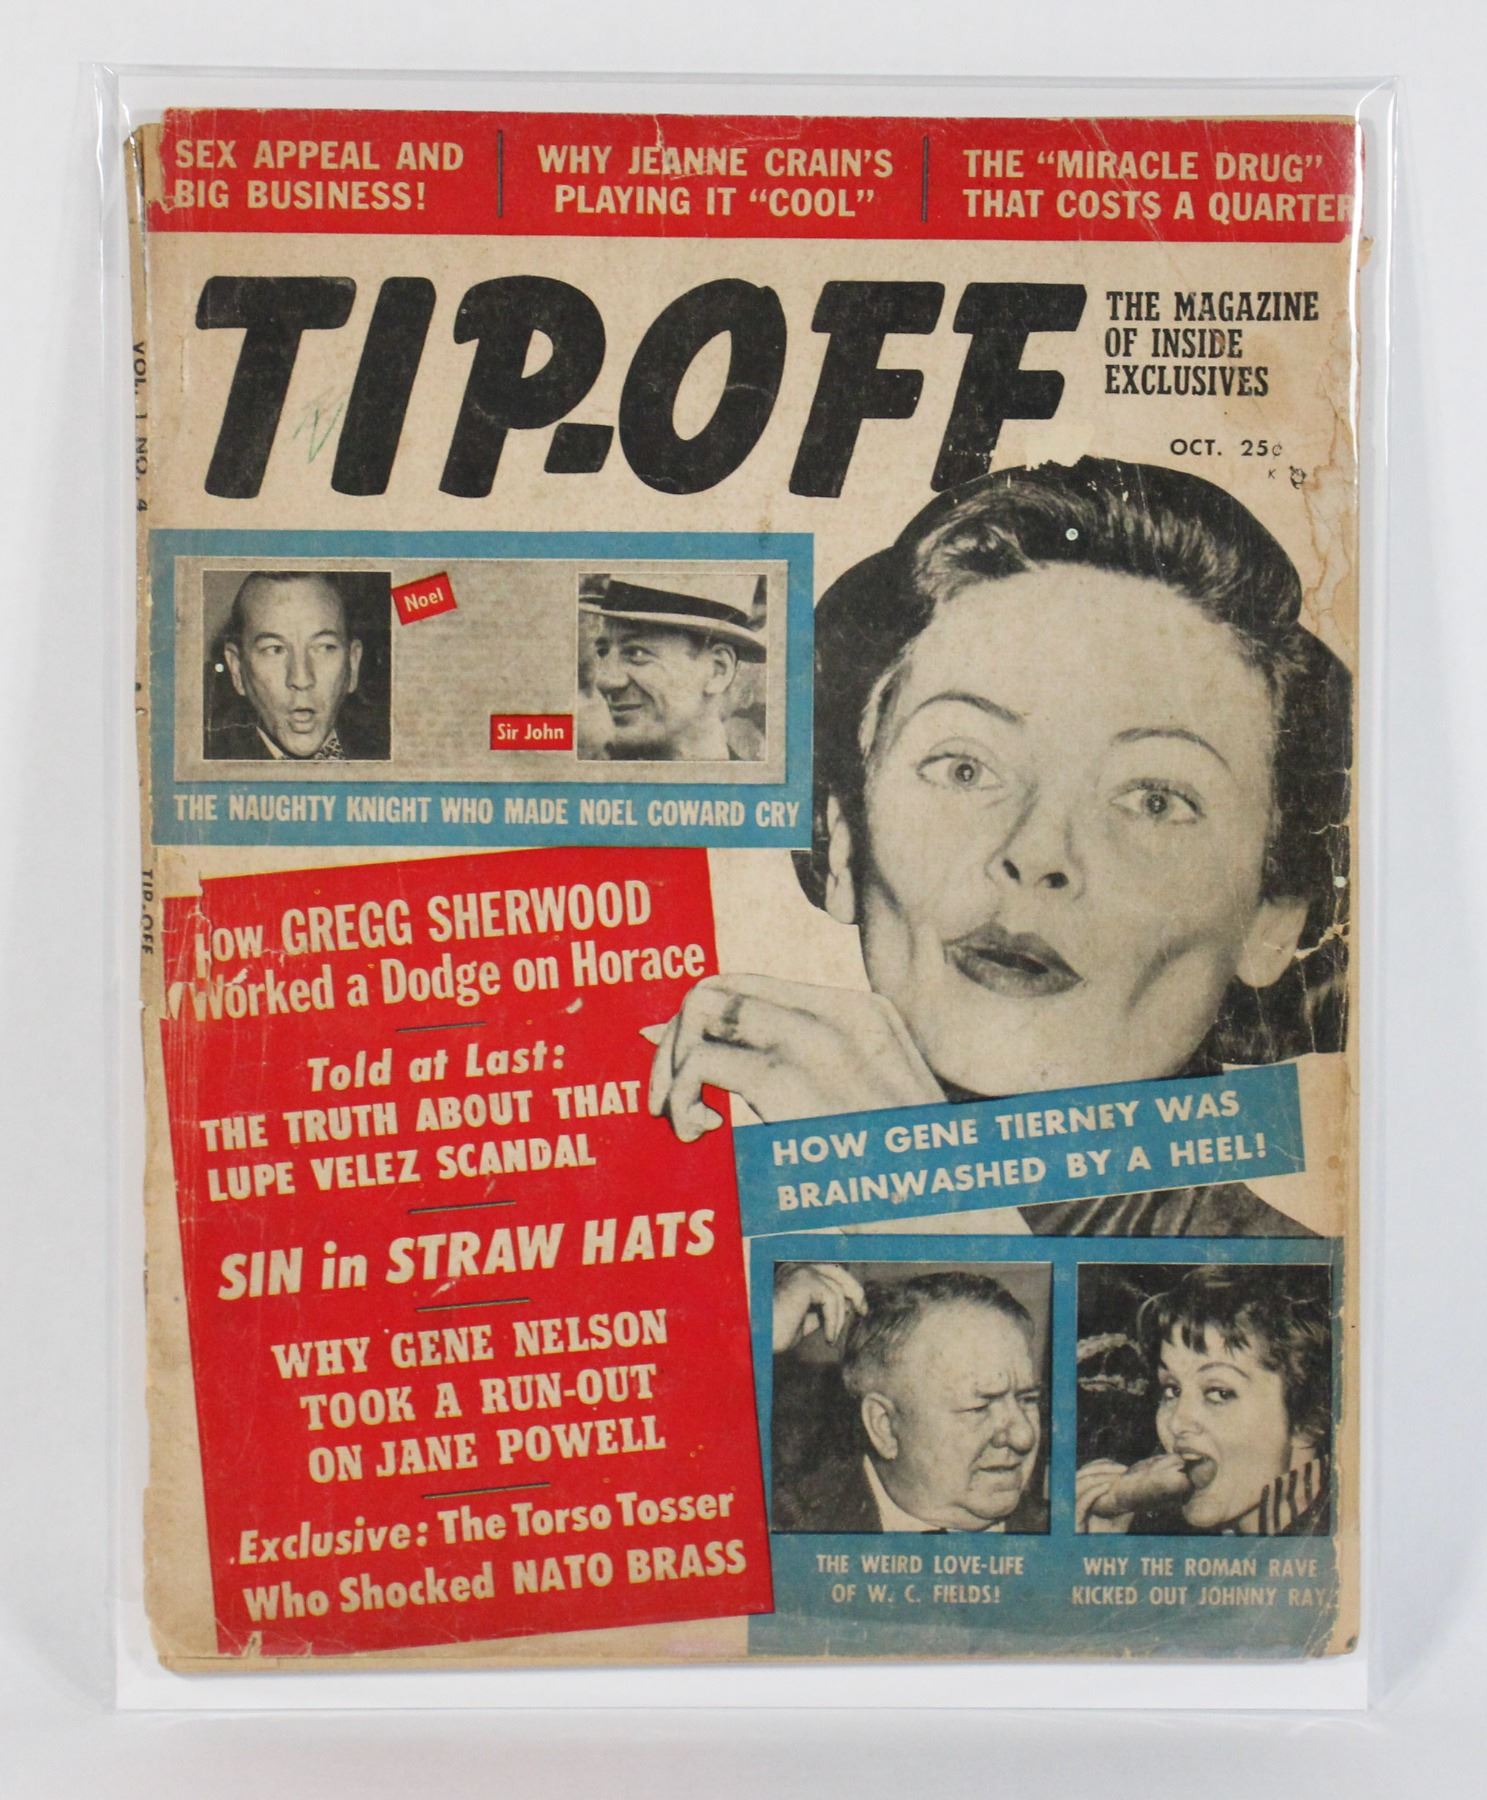 SEX APPEAL AND
BIG BUSINESS!
WHY JEANNE CRAIN'S
PLAYING IT "COOL"
THE "MIRACLE DRUG"
THAT COSTS A QUARTER
TIP-OFF
THE MAGAZINE
OF INSIDE
EXCLUSIVES
OCT. 25¢
K
VOL. 1 NO. 4
TIP-OFF
Noel
Sir John
THE NAUGHTY KNIGHT WHO MADE NOEL COWARD CRY
How GREGG SHERWOOD
Worked a Dodge on Horace
Told at Last:
THE TRUTH ABOUT THAT
LUPE VELEZ SCANDAL
SIN in STRAW HATS
WHY GENE NELSON
TOOK A RUN-OUT
ON JANE POWELL
Exclusive: The Torso Tosser
Who Shocked NATO BRASS
HOW GENE TIERNEY WAS
BRAINWASHED BY A HEEL!
THE WEIRD LOVE-LIFE
OF W. C. FIELDS!
WHY THE ROMAN RAVE
KICKED OUT JOHNNY RAY